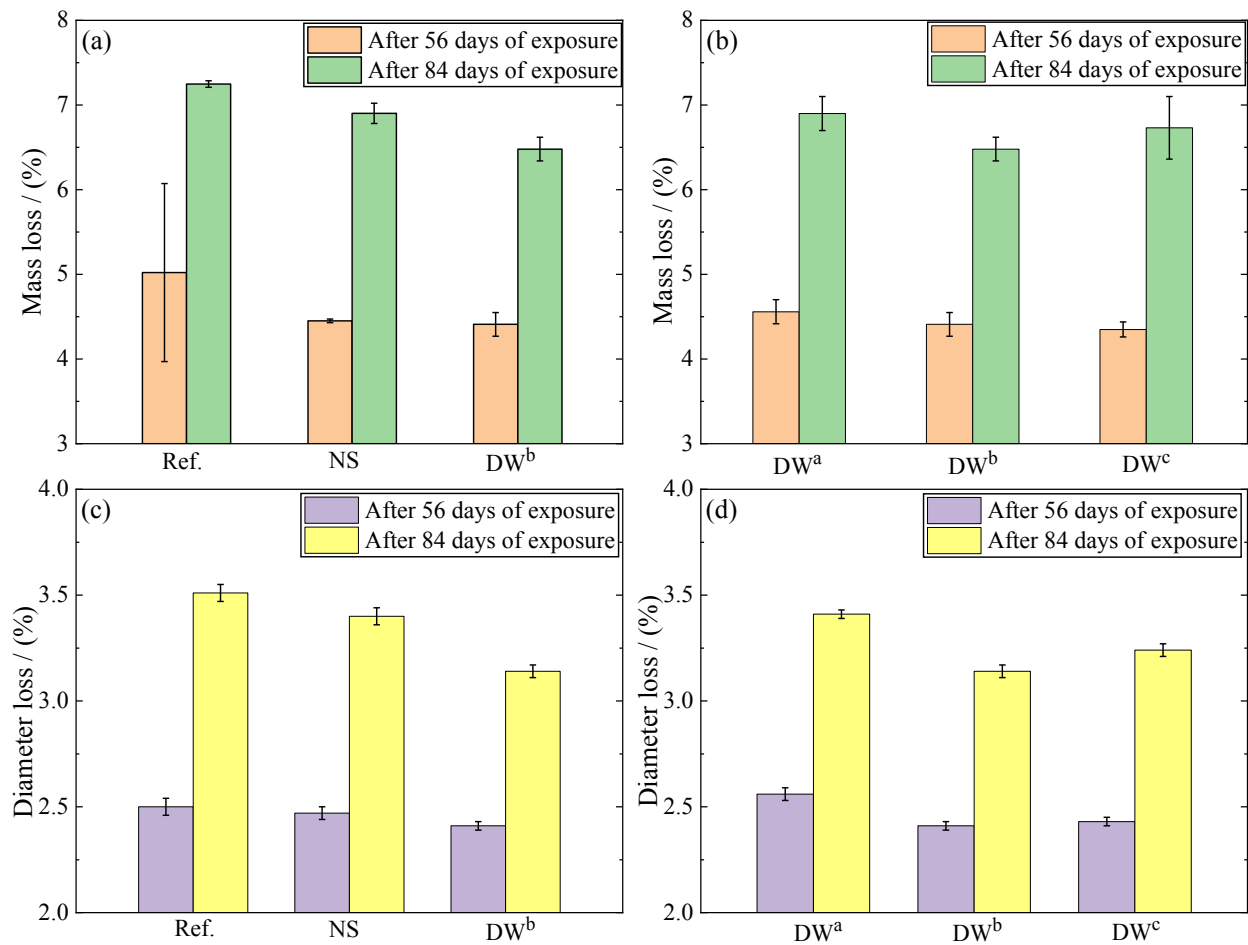 (a)
After 56 days of exposure
After 84 days of exposure
Mass loss / (%)
8
7
6
5
4
3
Ref.
NS
DWᵇ
(b)
After 56 days of exposure
After 84 days of exposure
Mass loss / (%)
8
7
6
5
4
3
DWᵃ
DWᵇ
DWᶜ
(c)
After 56 days of exposure
After 84 days of exposure
Diameter loss / (%)
4.0
3.5
3.0
2.5
2.0
Ref.
NS
DWᵇ
(d)
After 56 days of exposure
After 84 days of exposure
Diameter loss / (%)
4.0
3.5
3.0
2.5
2.0
DWᵃ
DWᵇ
DWᶜ